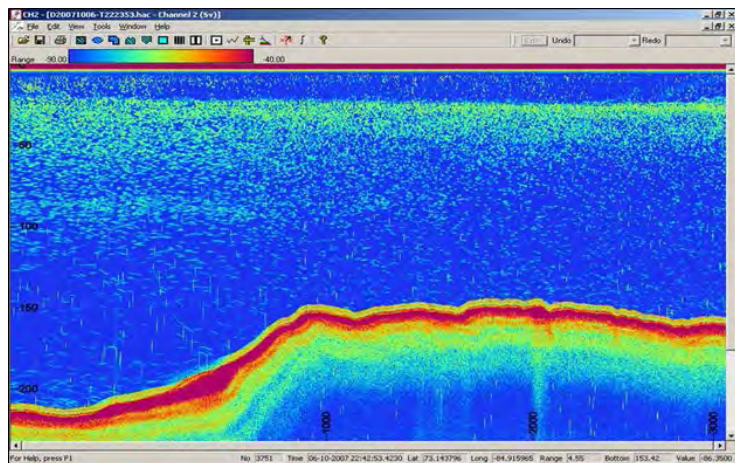 CH2 - [D20071006-T222353.hac - Channel 2 (Sv)]
File Edit View Tools Window Help
Edit Undo Redo
Range -90.00 -40.00
0
-50
-100
-150
-200
-1000 -2000 -3000
For Help, press F1 No 3751 Time 06-10-2007 22:42:53.4230 Lat 73.143796 Long -84.915965 Range 4.55 Bottom 153.42 Value -86.3500